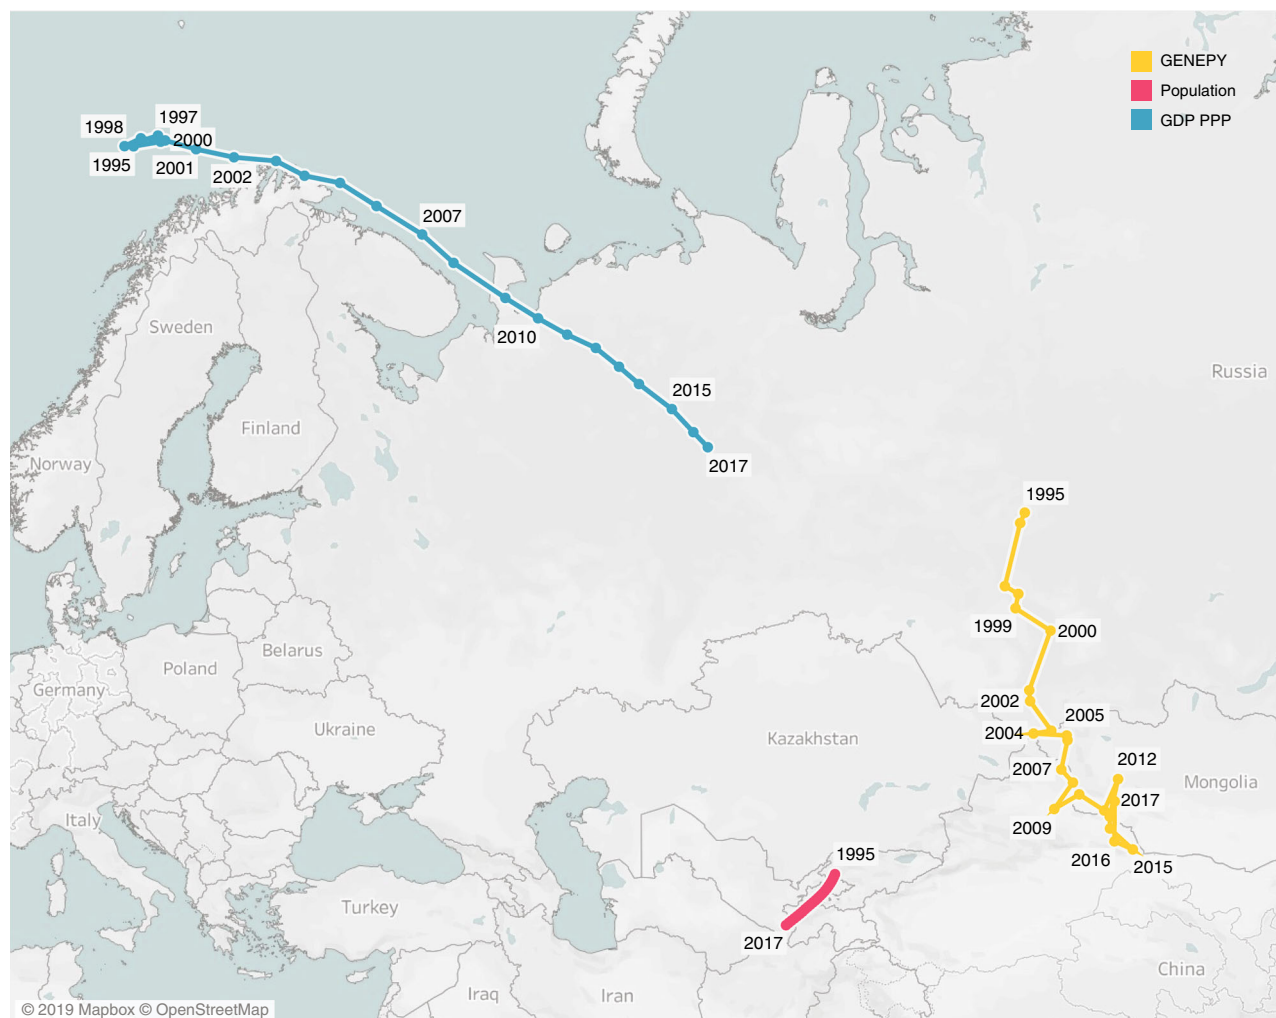 GENEPY
Population
GDP PPP
1997
1998
2000
1995
2001
2002
2007
2010
Sweden
Russia
2015
Finland
Norway
2017
1995
1999
2000
Belarus
Poland
Germany
2002
2005
Ukraine
2004
Kazakhstan
2012
2007
Mongolia
2017
Italy
2009
1995
2016
2015
Turkey
2017
China
Iraq
Iran
© 2019 Mapbox © OpenStreetMap